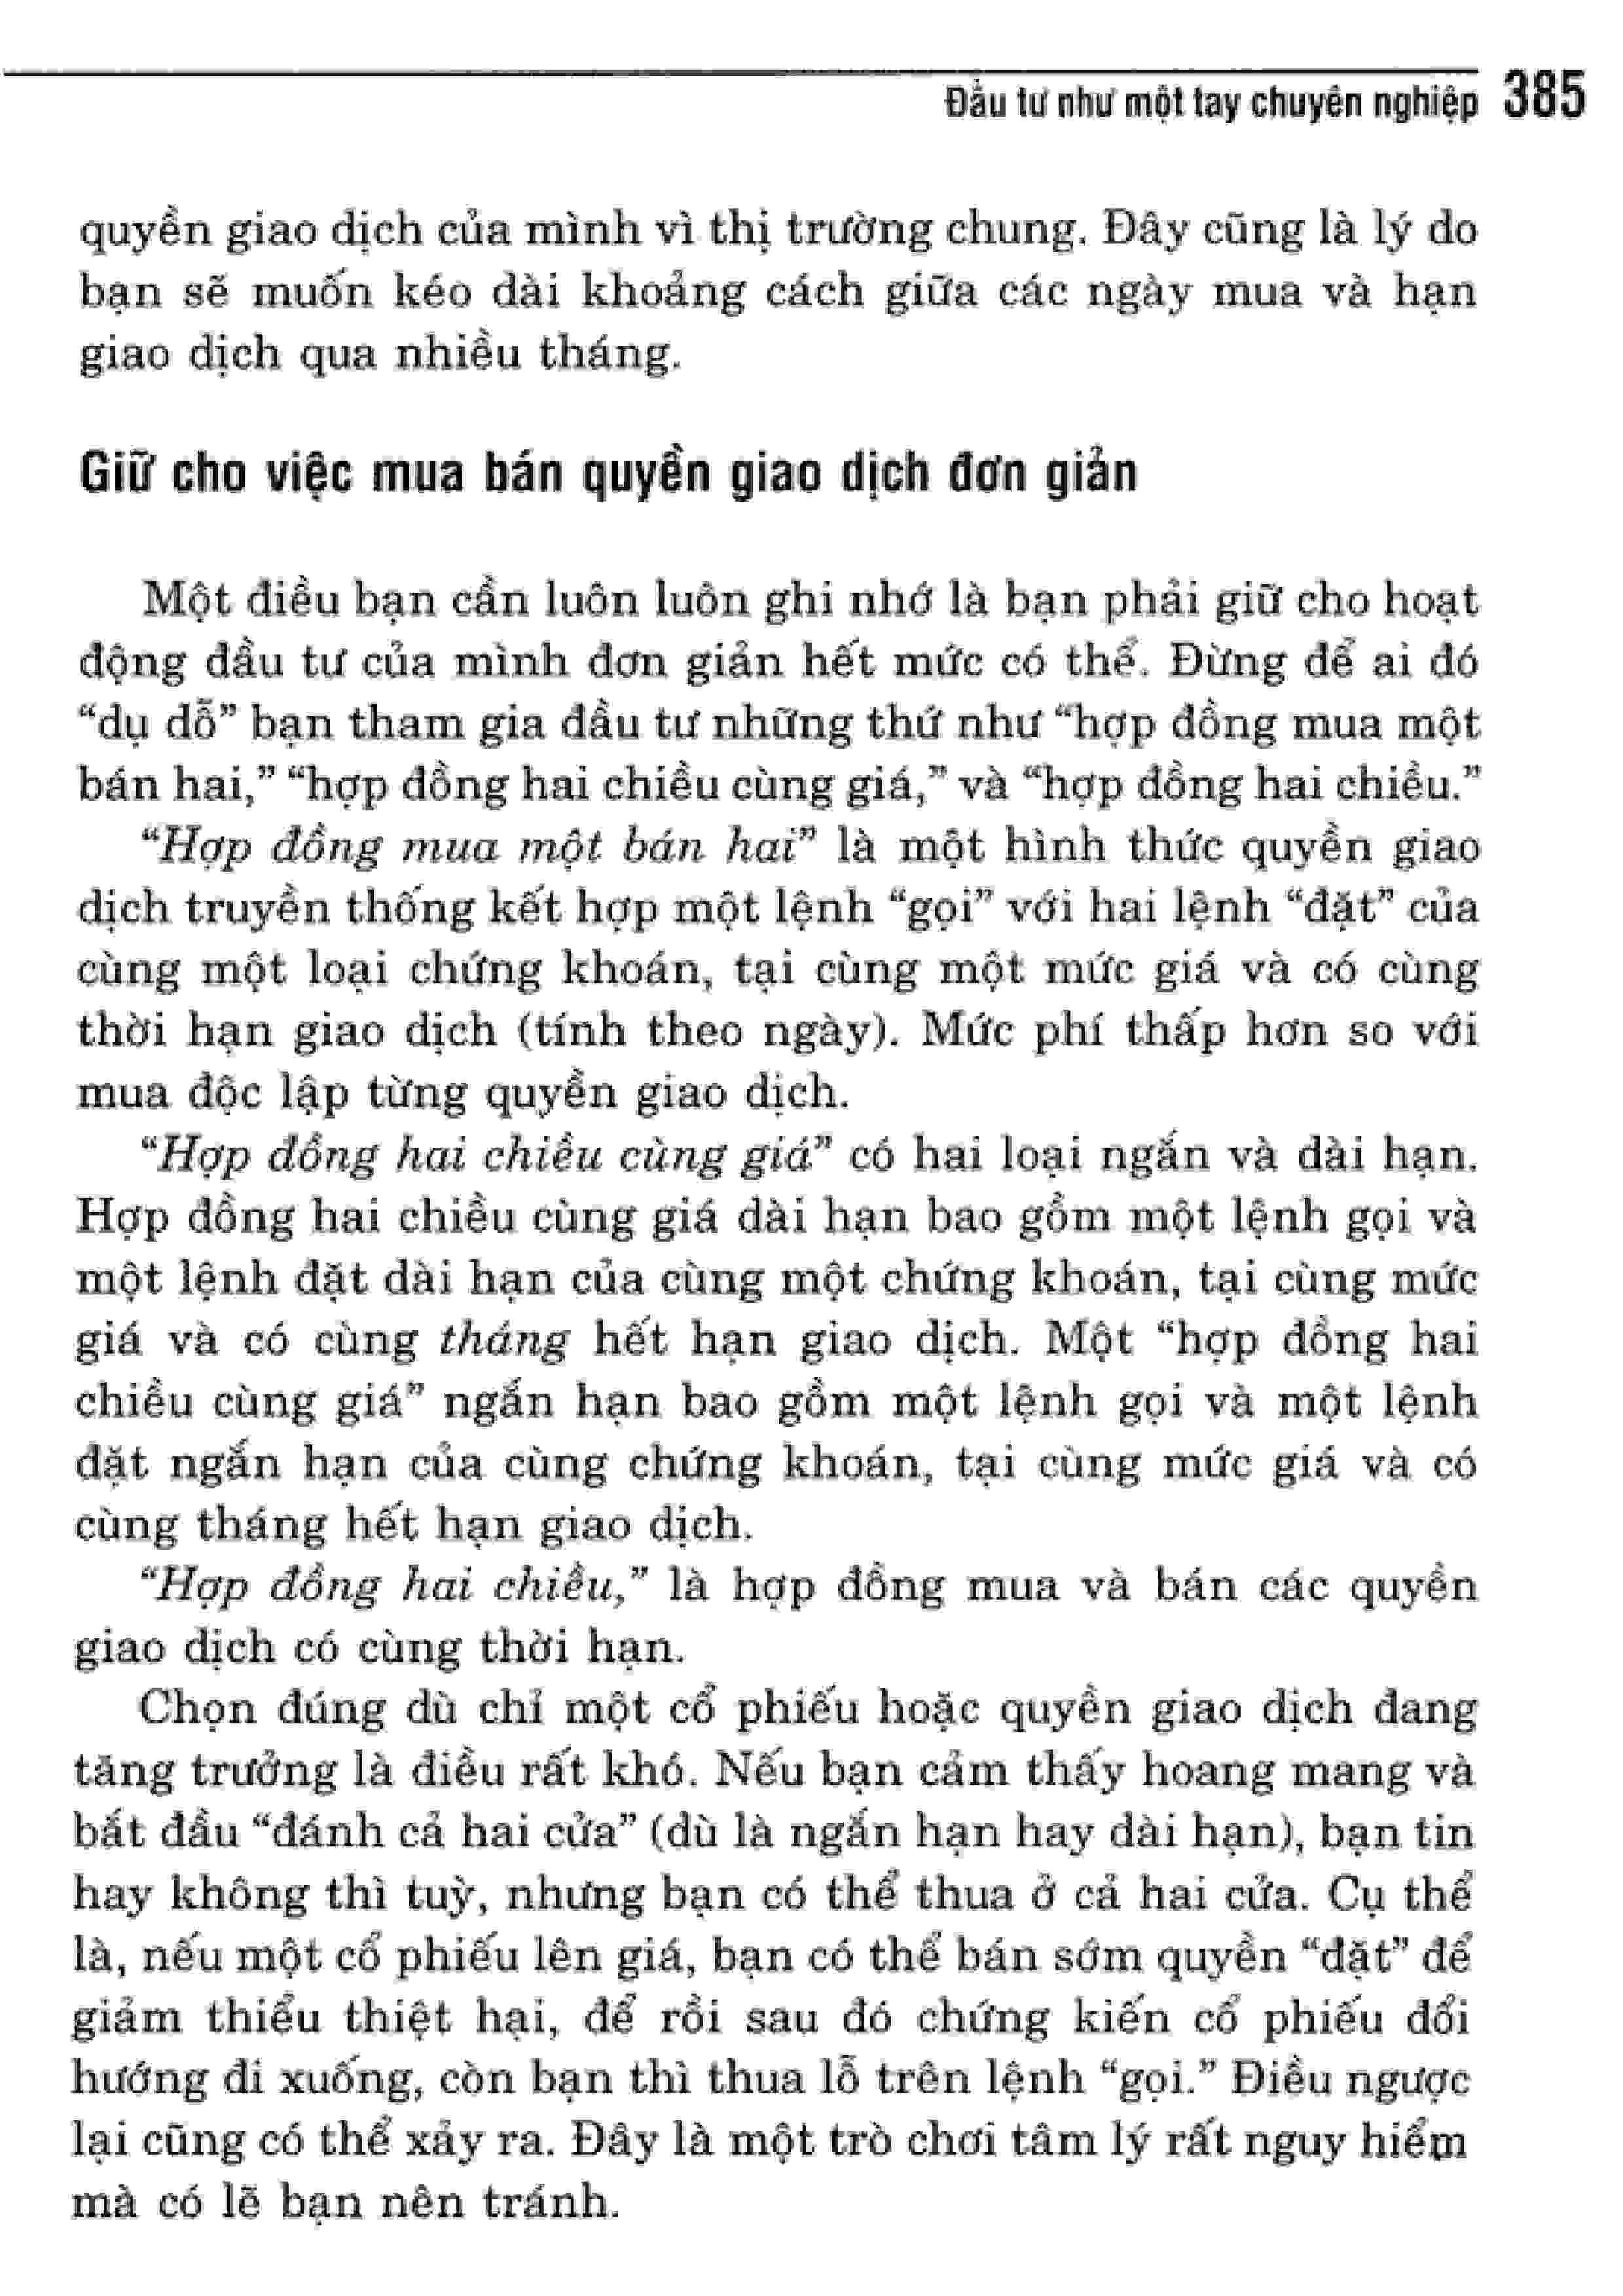 Đầu tư như một tay chuyên nghiệp 385
quyền giao dịch của mình vì thị trường chung. Đây cũng là lý do
bạn sẽ muốn kéo dài khoảng cách giữa các ngày mua và hạn
giao dịch qua nhiều tháng.
Giữ cho việc mua bán quyền giao dịch đơn giản
Một điều bạn cần luôn luôn ghi nhớ là bạn phải giữ cho hoạt
động đầu tư của mình đơn giản hết mức có thể. Đừng để ai đó
“dụ dỗ” bạn tham gia đầu tư những thứ như “hợp đồng mua một
bán hai,” “hợp đồng hai chiều cùng giá,” và “hợp đồng hai chiều.”
“Hợp đồng mua một bán hai” là một hình thức quyền giao
dịch truyền thống kết hợp một lệnh “gọi” với hai lệnh “đặt” của
cùng một loại chứng khoán, tại cùng một mức giá và có cùng
thời hạn giao dịch (tính theo ngày). Mức phí thấp hơn so với
mua độc lập từng quyền giao dịch.
“Hợp đồng hai chiều cùng giá” có hai loại ngắn và dài hạn.
Hợp đồng hai chiều cùng giá dài hạn bao gồm một lệnh gọi và
một lệnh đặt dài hạn của cùng một chứng khoán, tại cùng mức
giá và có cùng tháng hết hạn giao dịch. Một “hợp đồng hai
chiều cùng giá” ngắn hạn bao gồm một lệnh gọi và một lệnh
đặt ngắn hạn của cùng chứng khoán, tại cùng mức giá và có
cùng tháng hết hạn giao dịch.
“Hợp đồng hai chiều,” là hợp đồng mua và bán các quyền
giao dịch có cùng thời hạn.
Chọn đúng dù chỉ một cổ phiếu hoặc quyền giao dịch đang
tăng trưởng là điều rất khó. Nếu bạn cảm thấy hoang mang và
bắt đầu “đánh cả hai cửa” (dù là ngắn hạn hay dài hạn), bạn tin
hay không thì tuỳ, nhưng bạn có thể thua ở cả hai cửa. Cụ thể
là, nếu một cổ phiếu lên giá, bạn có thể bán sớm quyền “đặt” để
giảm thiểu thiệt hại, để rồi sau đó chứng kiến cổ phiếu đổi
hướng đi xuống, còn bạn thì thua lỗ trên lệnh “gọi.” Điều ngược
lại cũng có thể xảy ra. Đây là một trò chơi tâm lý rất nguy hiểm
mà có lẽ bạn nên tránh.